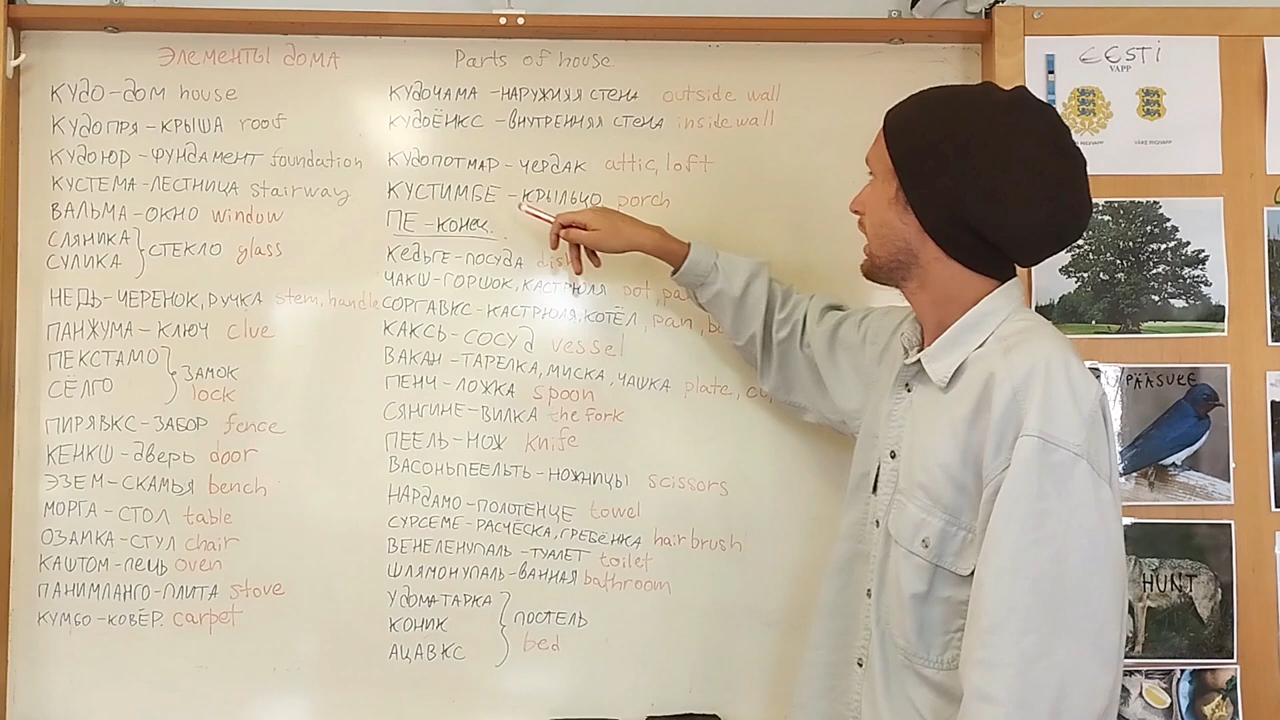 Элементы дома
КУДО - дом house
КУДОПРЯ - КРЫША roof
КУДОЮР - ФУНДАМЕНТ foundation
КУСТЕМА - ЛЕСТНИЦА stairway
ВАЛЬМА - ОКНО window
СЛЯНИКА
СУЛИКА } СТЕКЛО glass
НЕДЬ - ЧЕРЕНОК, РУЧКА stem, handle
ПАНЖУМА - КЛЮЧ clue
ПЕКСТАМО
СЁЛГО } ЗАМОК
lock
ПИРЯВКС - ЗАБОР fence
КЕНКШ - дверь door
ЭЗЕМ - СКАМЬЯ bench
МОРГА - СТОЛ table
ОЗАИКА - СТУЛ chair
КАШТОМ - печь oven
ПАНИМЛАНГО - ПЛИТА stove
КУМБО - КОВЁР. carpet
Parts of house
КУДОЧАМА - НАРУЖНЯЯ СТЕНА outside wall
КУДОЁНКС - ВНУТРЕННЯЯ СТЕНА inside wall
КУДОПОТМАР - ЧЕРДАК attic, loft
КУСТИМБЕ - КРЫЛЬЦО porch
ПЕ - конец.
КЕДЬГЕ - ПОСУДА
ЧАКШ - ГОРШОК, КАСТРЮЛЯ pot,
СОРГАВКС - КАСТРЮЛЯ, КОТЁЛ, pan,
КАКСЬ - СОСУД vessel
ВАКАН - ТАРЕЛКА, МИСКА, ЧАШКА plate,
ПЕНЧ - ЛОЖКА spoon
СЯНГИНЕ - ВИЛКА the fork
ПЕЕЛЬ - НОЖ knife
ВАСОНЬПЕЕЛЬТЬ - НОЖНИЦЫ scissors
НАРДАМО - ПОЛОТЕНЦЕ towel
СУРСЕМЕ - РАСЧЕСКА, ГРЕБЁНКА hairbrush
ВЕНЕЛЕНУПАЛЬ - ТУАЛЕТ toilet
ШЛЯМОНУПАЛЬ - ВАННАЯ bathroom
УДОМАТАРКА
КОНИК } ПОСТЕЛЬ
АЦАВКС bed
EESTI
VAPP
PÄÄSUKE
HUNT